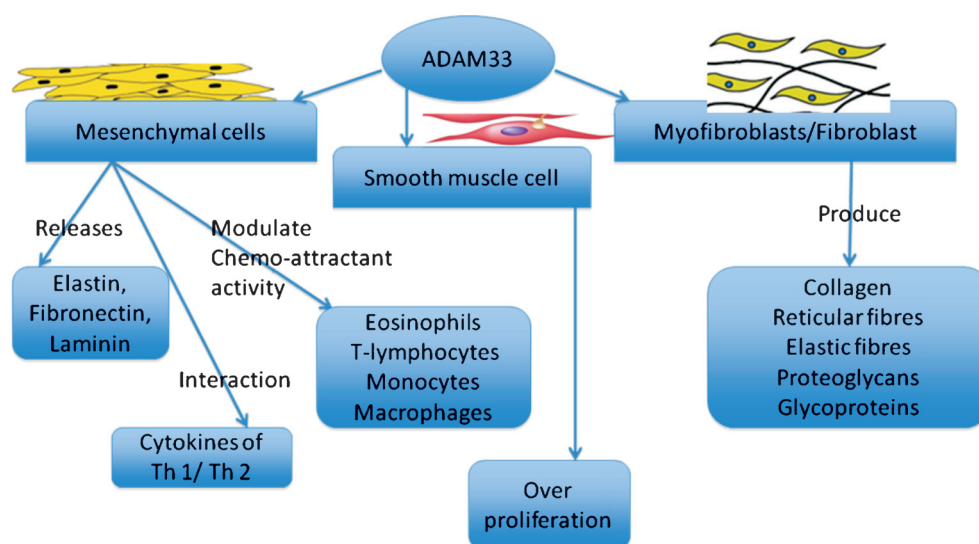 ADAM33
Mesenchymal cells
Smooth muscle cell
Myofibroblasts/Fibroblast
Releases
Modulate
Chemo-attractant
activity
Produce
Elastin,
Fibronectin,
Laminin
Interaction
Eosinophils
T-lymphocytes
Monocytes
Macrophages
Collagen
Reticular fibres
Elastic fibres
Proteoglycans
Glycoproteins
Cytokines of
Th 1/ Th 2
Over
proliferation